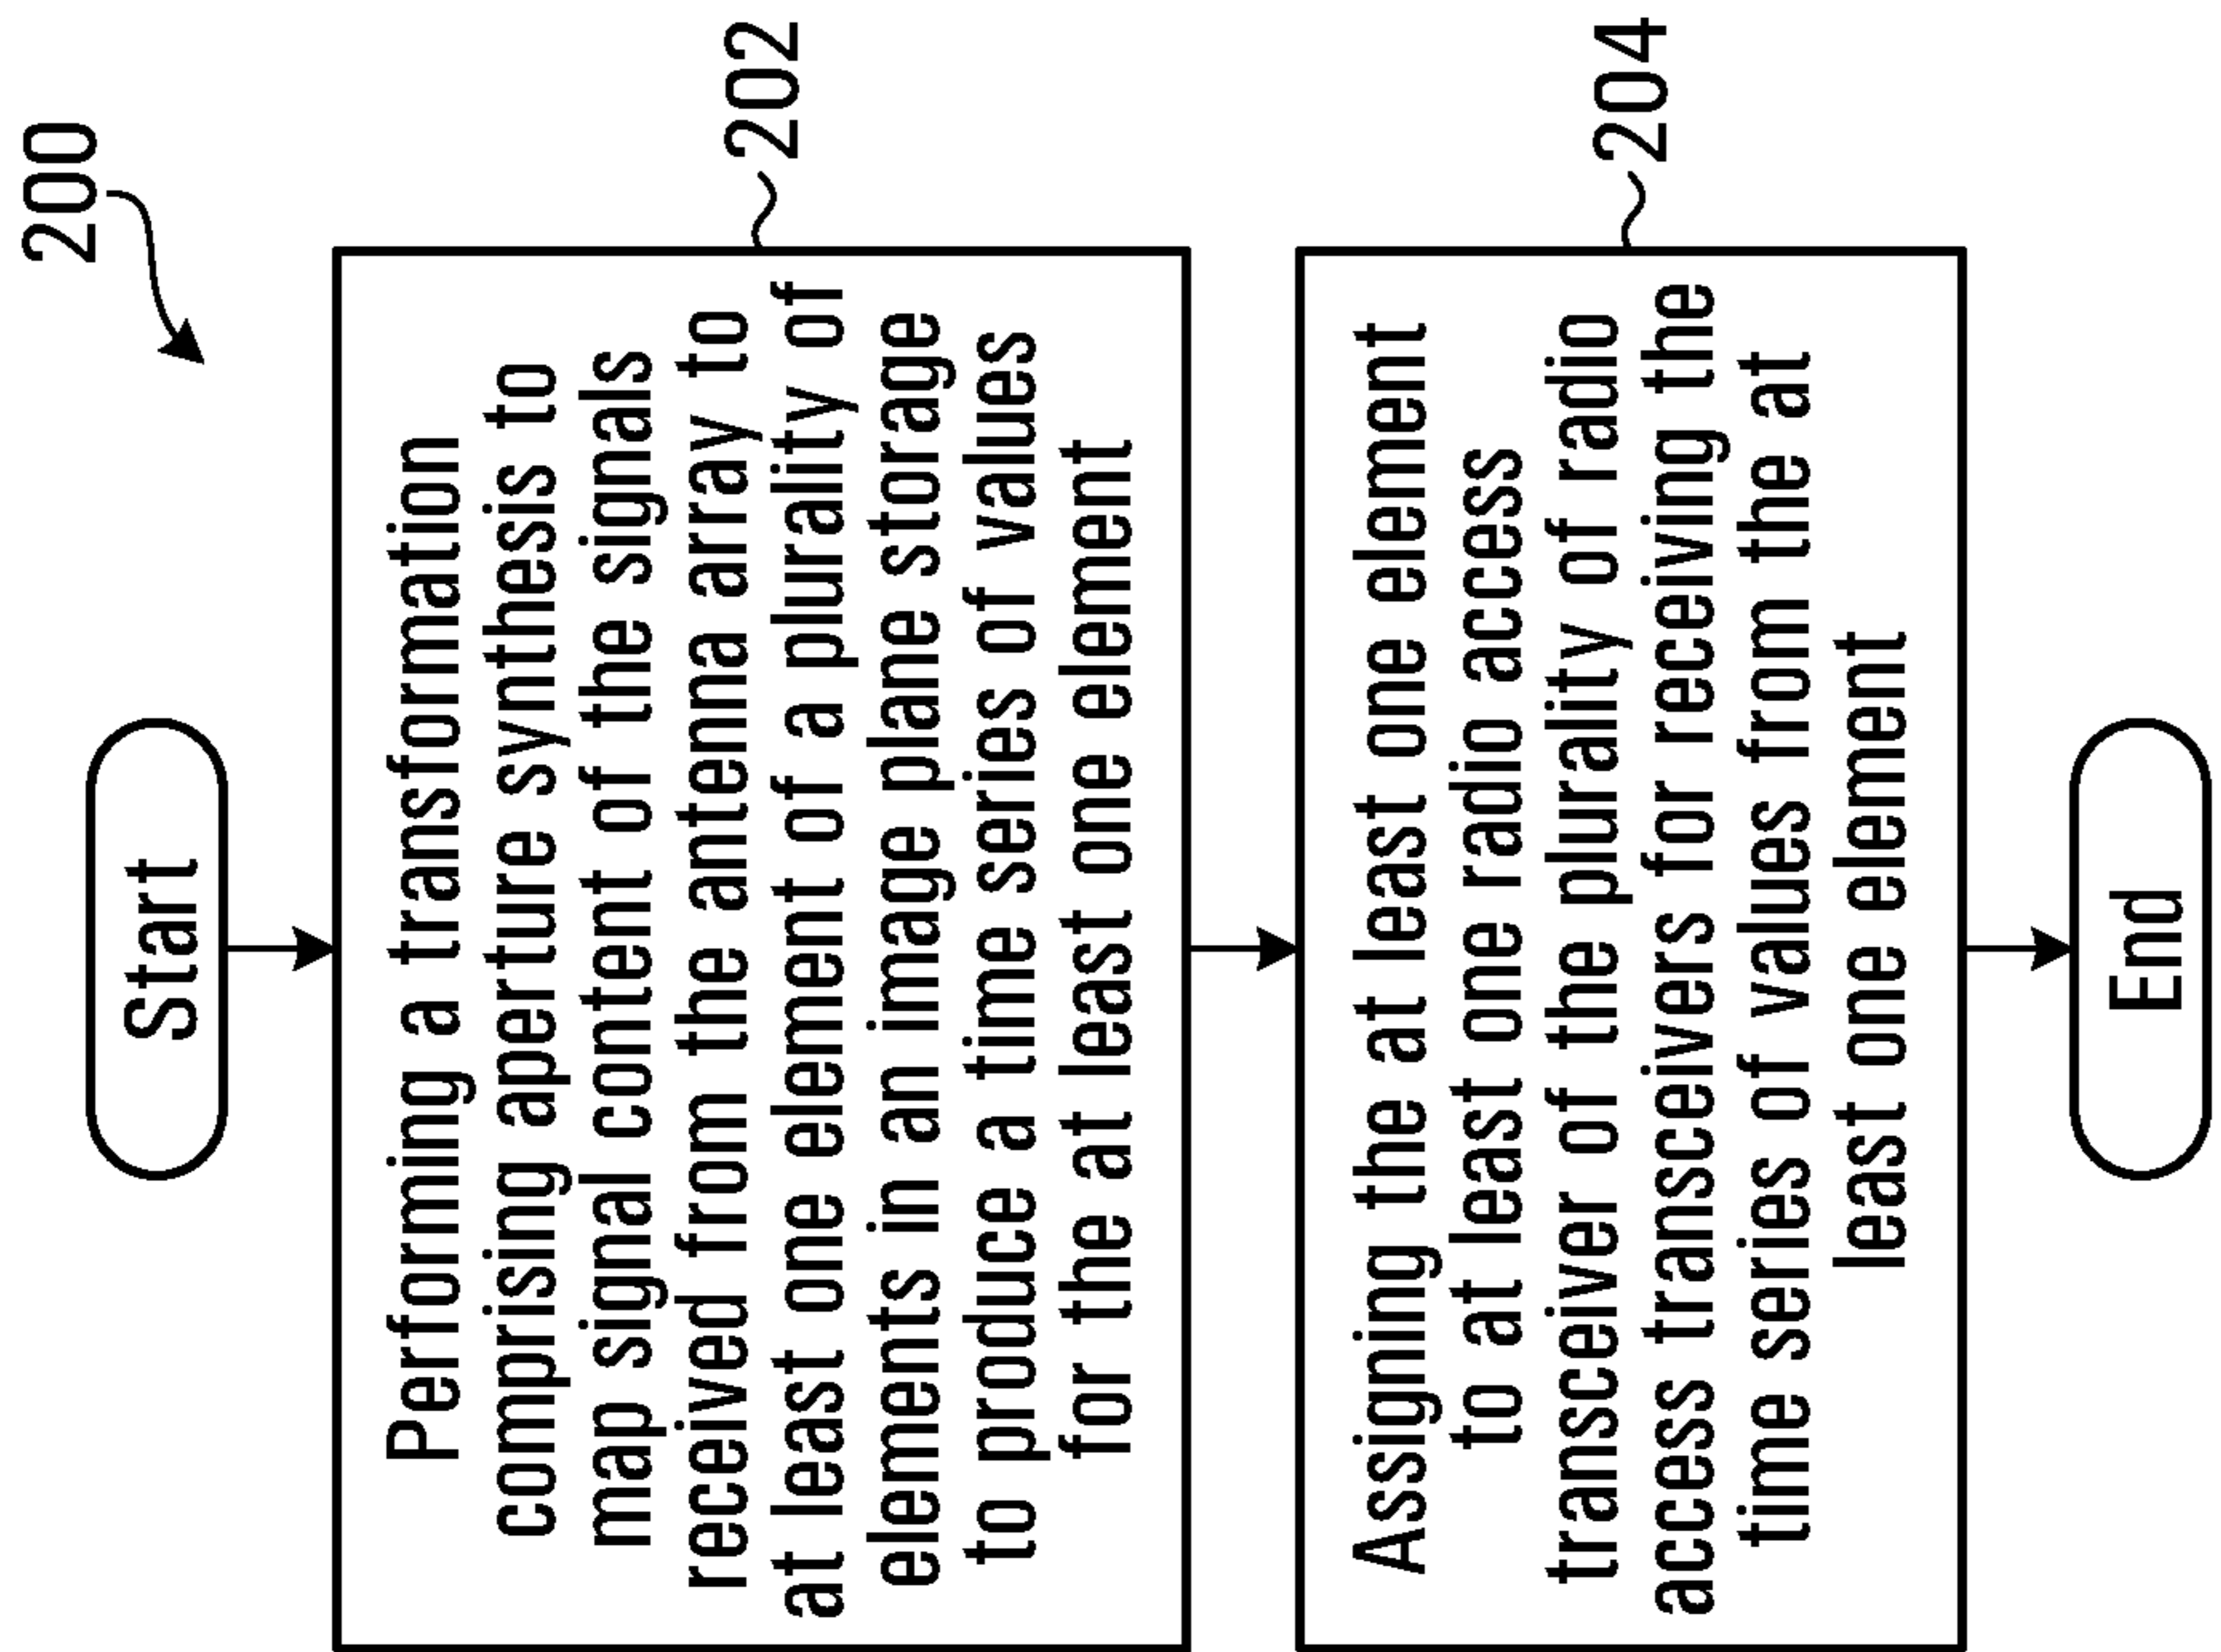 200
Start
Performing a transformation
comprising aperture synthesis to
map signal content of the signals
received from the antenna array to
at least one element of a plurality of
elements in an image plane storage
to produce a time series of values
for the at least one element
202
Assigning the at least one element
to at least one radio access
transceiver of the plurality of radio
access transceivers for receiving the
time series of values from the at
least one element
204
End